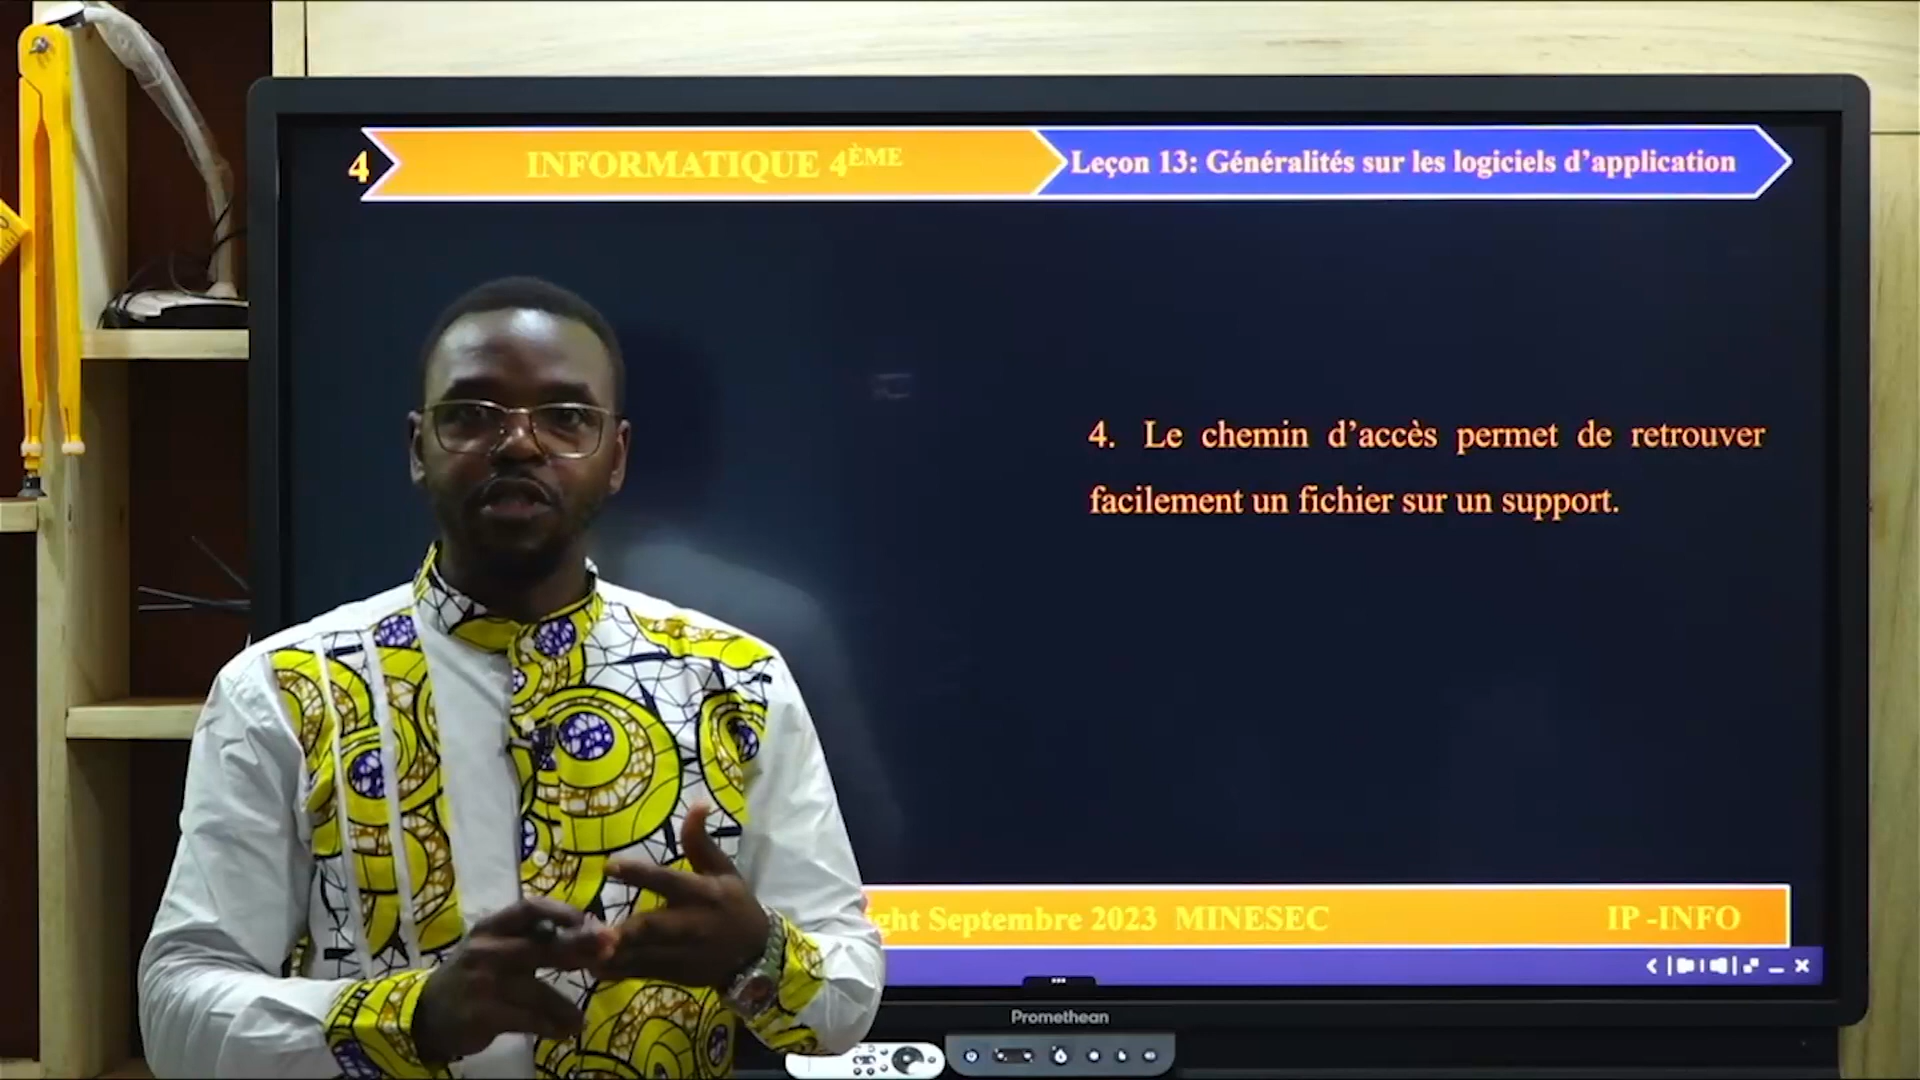 4
INFORMATIQUE 4ÈME
Leçon 13: Généralités sur les logiciels d'application
4. Le chemin d'accès permet de retrouver
facilement un fichier sur un support.
ight Septembre 2023 MINESEC
IP -INFO
Promethean